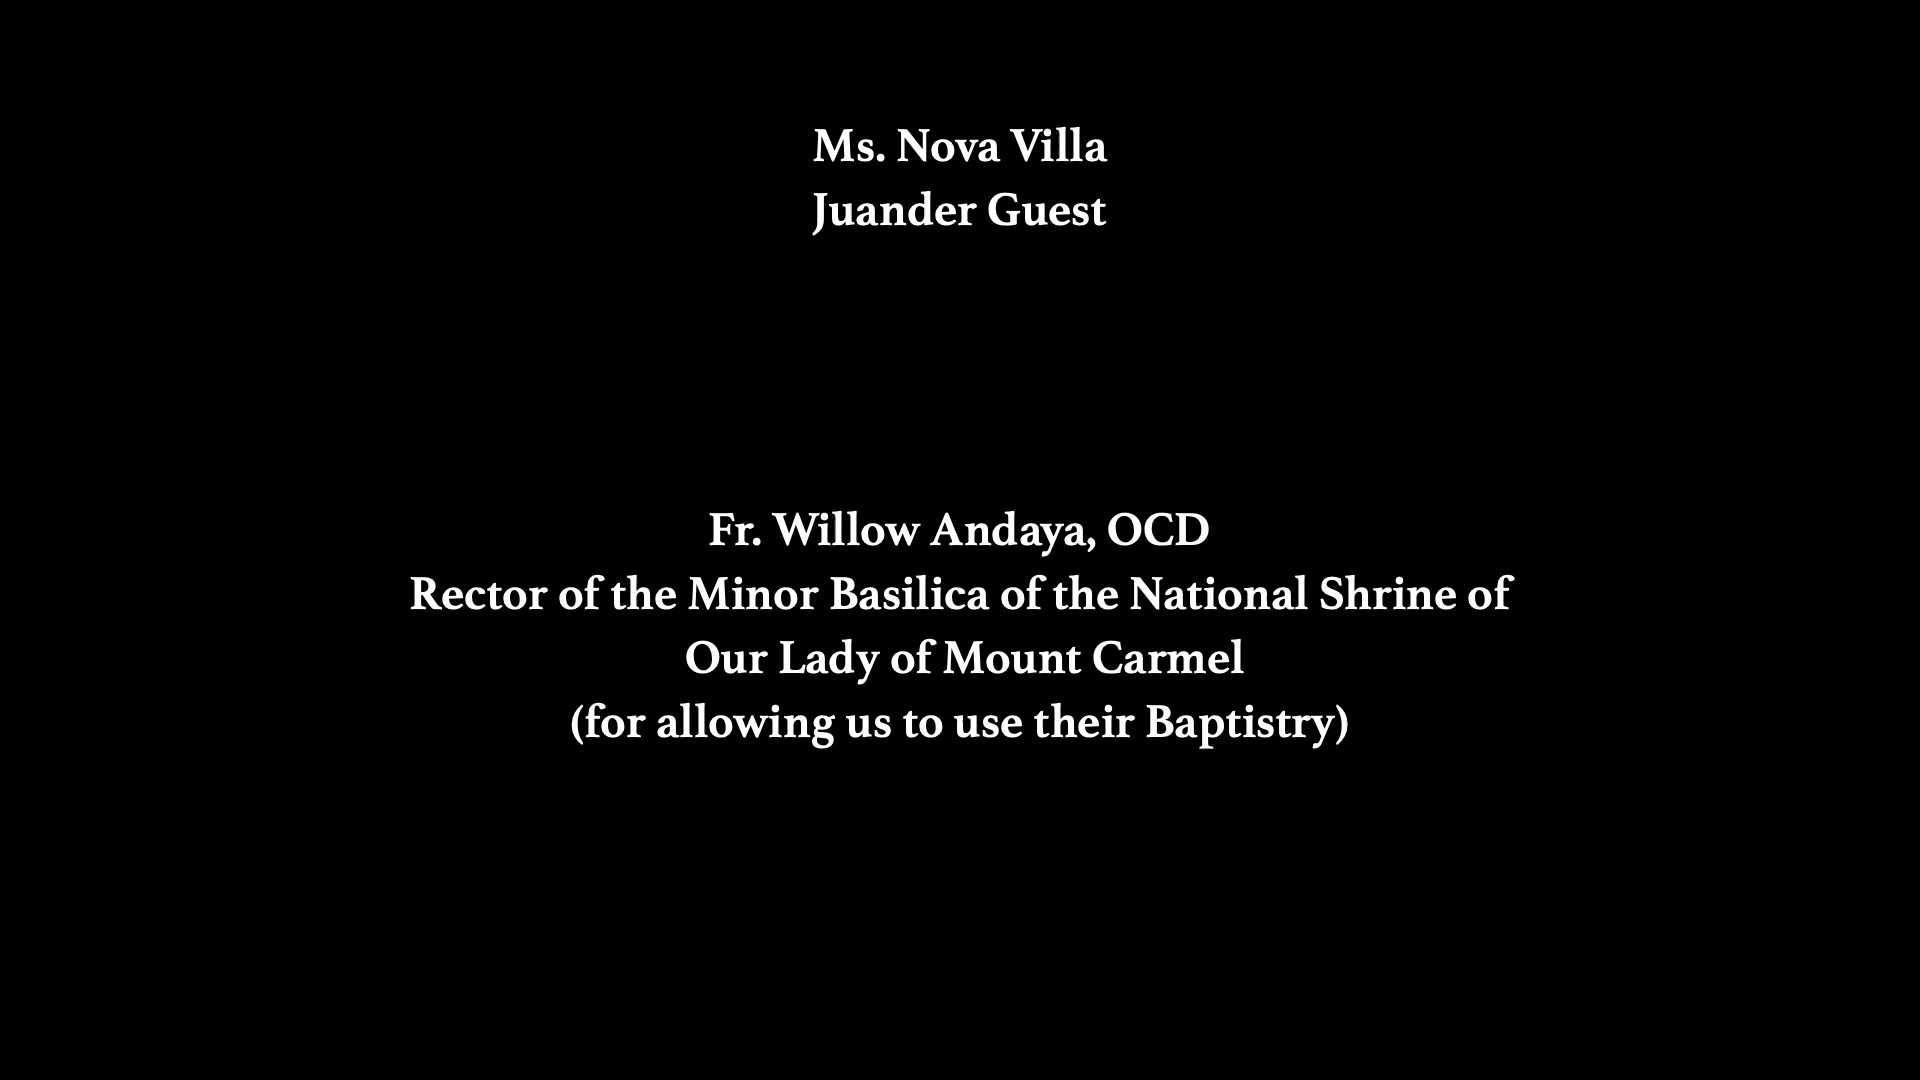 Ms. Nova Villa
Juander Guest
Fr. Willow Andaya, OCD
Rector of the Minor Basilica of the National Shrine of
Our Lady of Mount Carmel
(for allowing us to use their Baptistry)